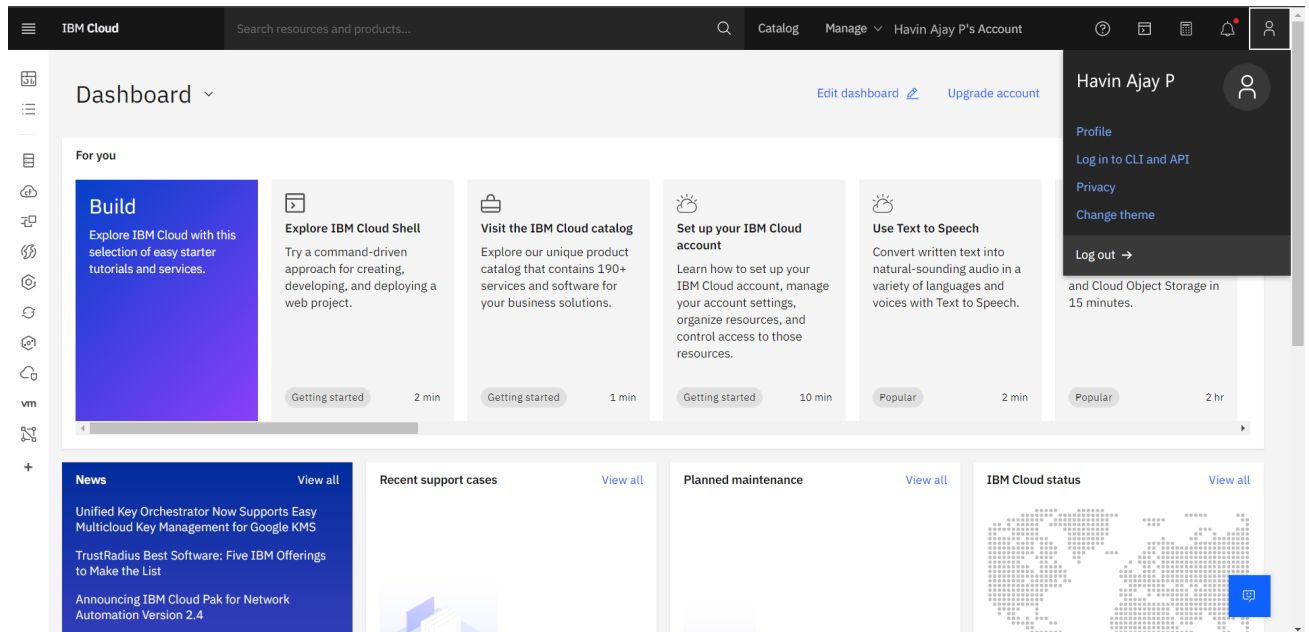 IBM Cloud
Search resources and products...
Catalog
Manage
Havin Ajay P's Account
Dashboard
Edit dashboard
Upgrade account
Havin Ajay P
Profile
Log in to CLI and API
Privacy
Change theme
Log out →
For you
Build
Explore IBM Cloud with this
selection of easy starter
tutorials and services.
Explore IBM Cloud Shell
Try a command-driven
approach for creating,
developing, and deploying a
web project.
Getting started
2 min
Visit the IBM Cloud catalog
Explore our unique product
catalog that contains 190+
services and software for
your business solutions.
Getting started
1 min
Set up your IBM Cloud
account
Learn how to set up your
IBM Cloud account, manage
your account settings,
organize resources, and
control access to those
resources.
Getting started
10 min
Use Text to Speech
Convert written text into
natural-sounding audio in a
variety of languages and
voices with Text to Speech.
Popular
2 min
and Cloud Object Storage in
15 minutes.
Popular
2 hr
vm
News
View all
Unified Key Orchestrator Now Supports Easy
Multicloud Key Management for Google KMS
TrustRadius Best Software: Five IBM Offerings
to Make the List
Announcing IBM Cloud Pak for Network
Automation Version 2.4
Recent support cases
View all
Planned maintenance
View all
IBM Cloud status
View all